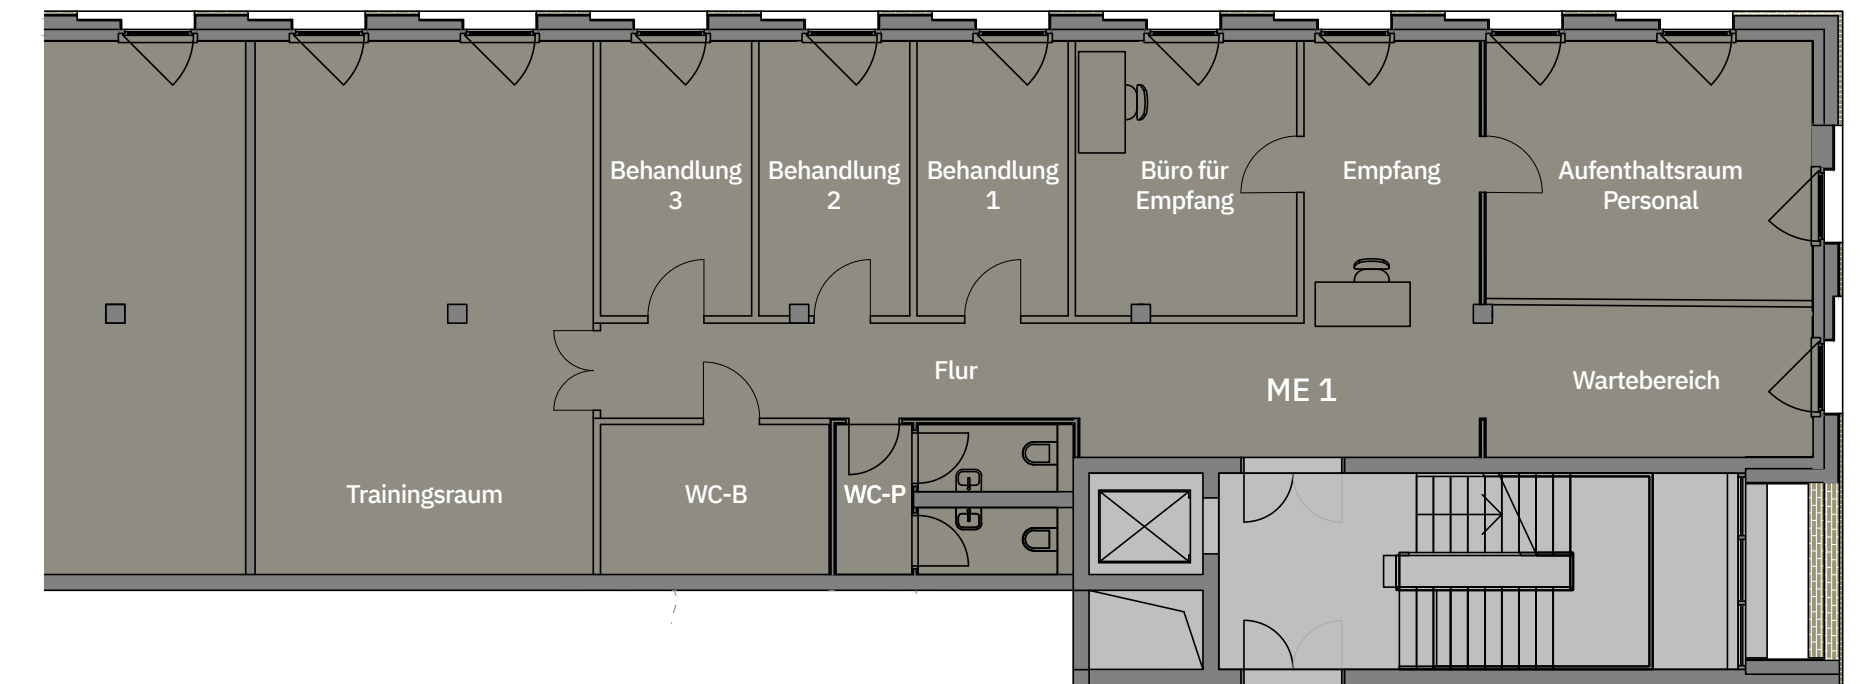 Behandlung
3
Behandlung
2
Behandlung
1
Büro für
Empfang
Empfang
Aufenthaltsraum
Personal
Flur
ME 1
Wartebereich
Trainingsraum
WC-B
WC-P